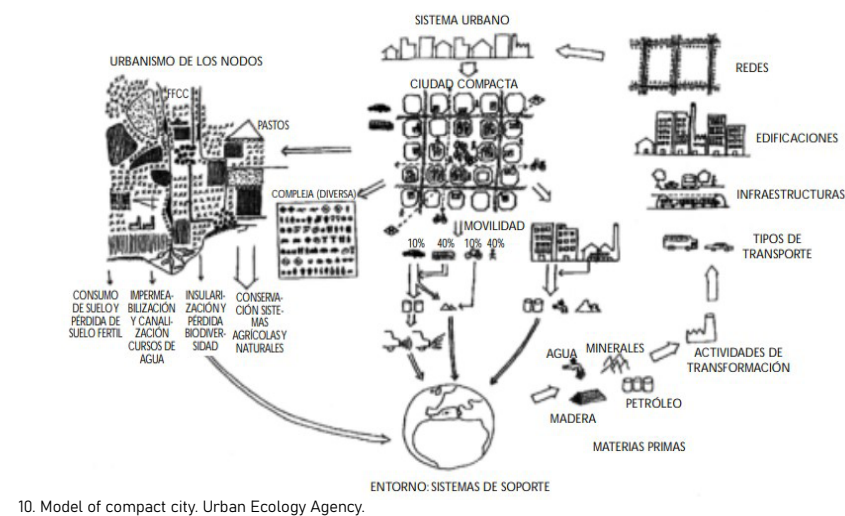 SISTEMA URBANO
URBANISMO DE LOS NODOS
FFCC
PASTOS
CIUDAD COMPACTA
REDES
EDIFICACIONES
INFRAESTRUCTURAS
COMPLEJA (DIVERSA)
MOVILIDAD
10% 40% 10% 40%
TIPOS DE
TRANSPORTE
CONSUMO
DE SUELO Y
PÉRDIDA DE
SUELO FERTIL
IMPERMEA-
BILIZACIÓN
Y CANALI-
ZACIÓN
CURSOS DE
AGUA
INSULARI-
ZACIÓN Y
PÉRDIDA
BIODIVER-
SIDAD
CONSERVA-
CIÓN SISTE-
MAS
AGRÍCOLAS Y
NATURALES
AGUA
MINERALES
ACTIVIDADES DE
TRANSFORMACIÓN
PETRÓLEO
MADERA
MATERIAS PRIMAS
ENTORNO: SISTEMAS DE SOPORTE
10. Model of compact city. Urban Ecology Agency.